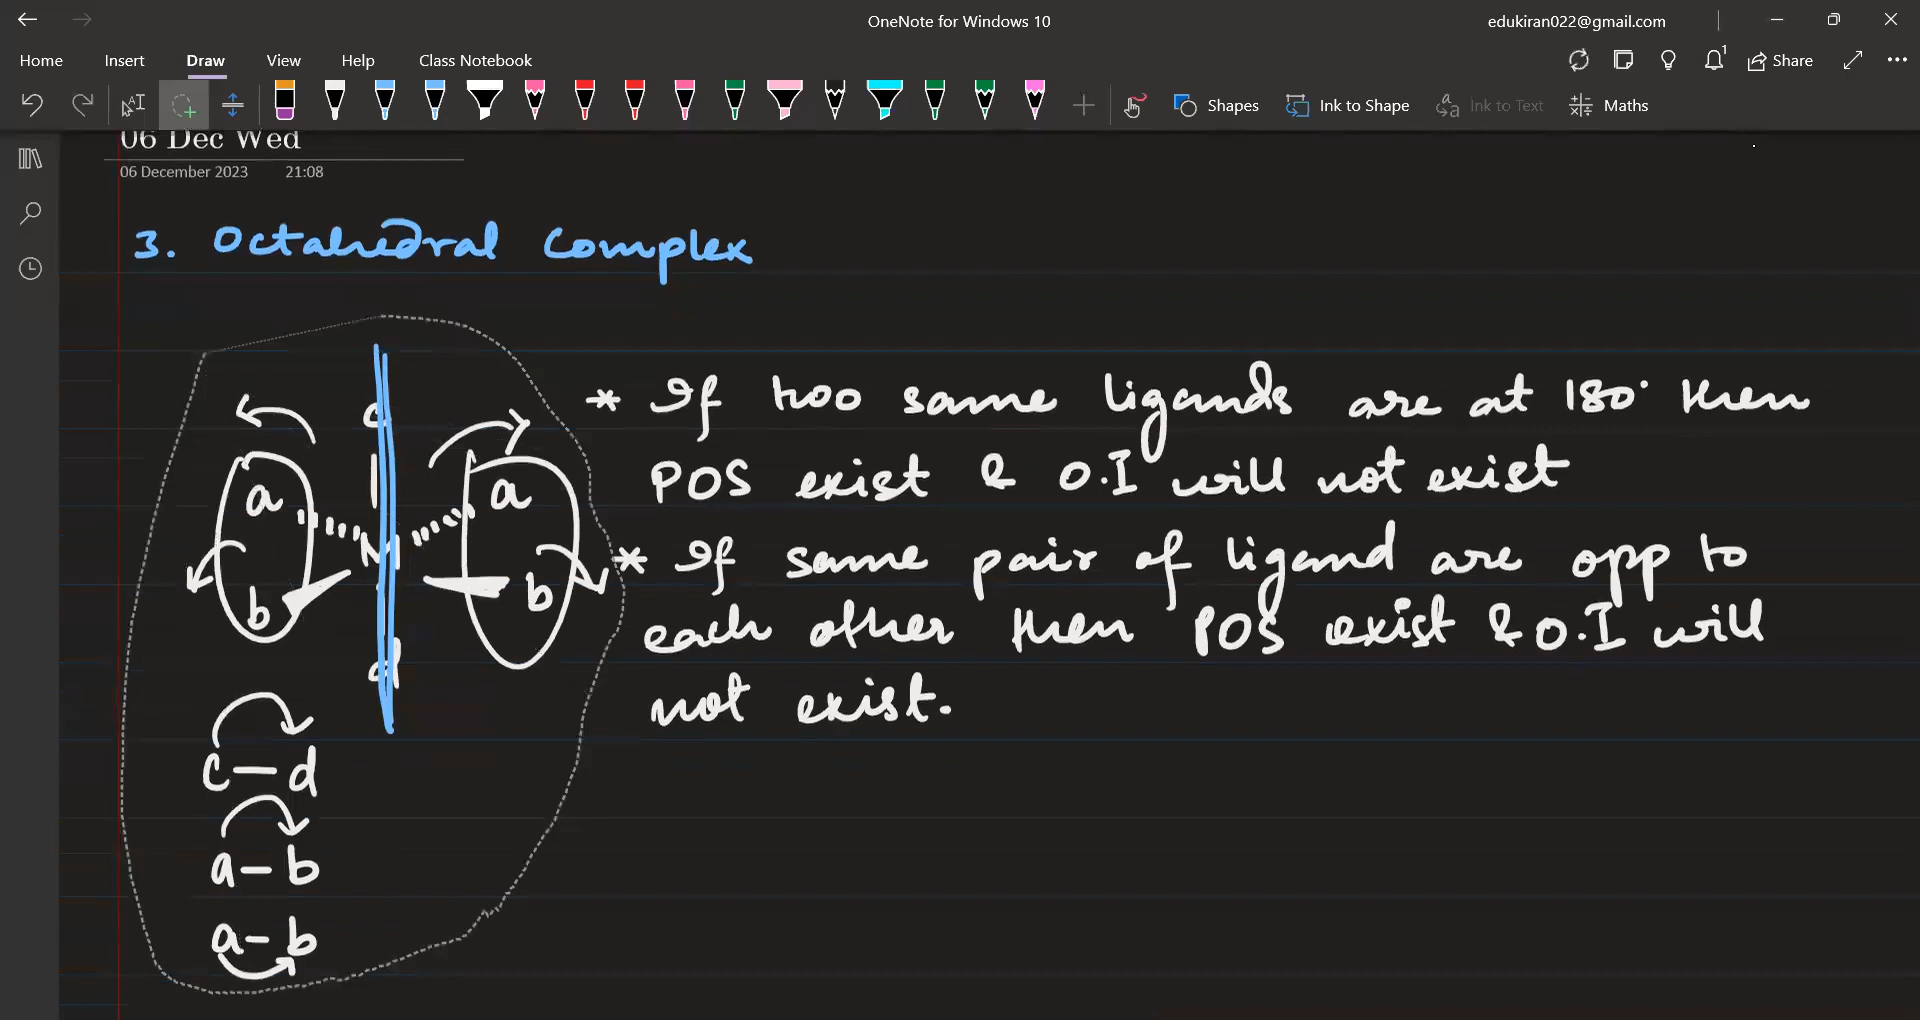 OneNote for Windows 10
edukiran022@gmail.com
Home Insert Draw View Help Class Notebook
1 Share
Shapes Ink to Shape Ink to Text Maths
06 Dec Wed
06 December 2023 21:08
3. Octahedral Complex
c
a a
M
b b
d
c - d
a - b
a - b
* If two same ligands are at 180° then
POS exist & O.I will not exist
* If same pair of ligand are opp to
each other then POS exist & O.I will
not exist.